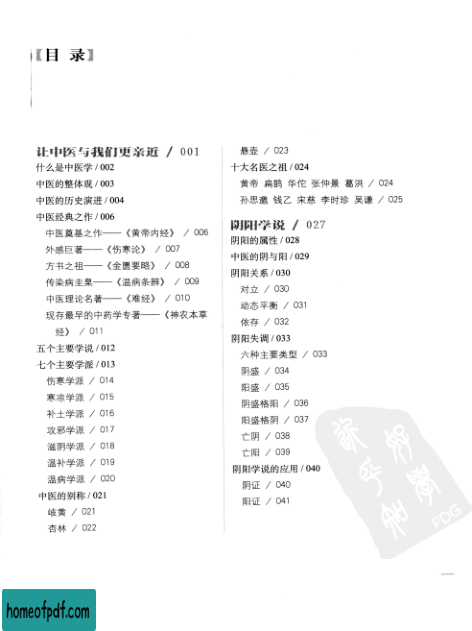 【目 录】
让中医与我们更亲近 / 001
什么是中医学 / 002
中医的整体观 / 003
中医的历史演进 / 004
中医经典之作 / 006
中医奠基之作——《黄帝内经》 / 006
外感巨著——《伤寒论》 / 007
方书之祖——《金匮要略》 / 008
传染病圭臬——《温病条辨》 / 009
中医理论名著——《难经》 / 010
现存最早的中药学专著——《神农本草
经》 / 011
五个主要学说 / 012
七个主要学派 / 013
伤寒学派 / 014
寒凉学派 / 015
补土学派 / 016
攻邪学派 / 017
滋阴学派 / 018
温补学派 / 019
温病学派 / 020
中医的别称 / 021
岐黄 / 021
杏林 / 022
悬壶 / 023
十大名医之祖 / 024
黄帝 扁鹊 华佗 张仲景 葛洪 / 024
孙思邈 钱乙 宋慈 李时珍 吴谦 / 025
阴阳学说 / 027
阴阳的属性 / 028
中医的阴与阳 / 029
阴阳关系 / 030
对立 / 030
动态平衡 / 031
依存 / 032
阴阳失调 / 033
六种主要类型 / 033
阴盛 / 034
阳盛 / 035
阴盛格阳 / 036
阳盛格阴 / 037
亡阴 / 038
亡阳 / 039
阴阳学说的应用 / 040
阴证 / 040
阳证 / 041
PDG
homeofpdf.com